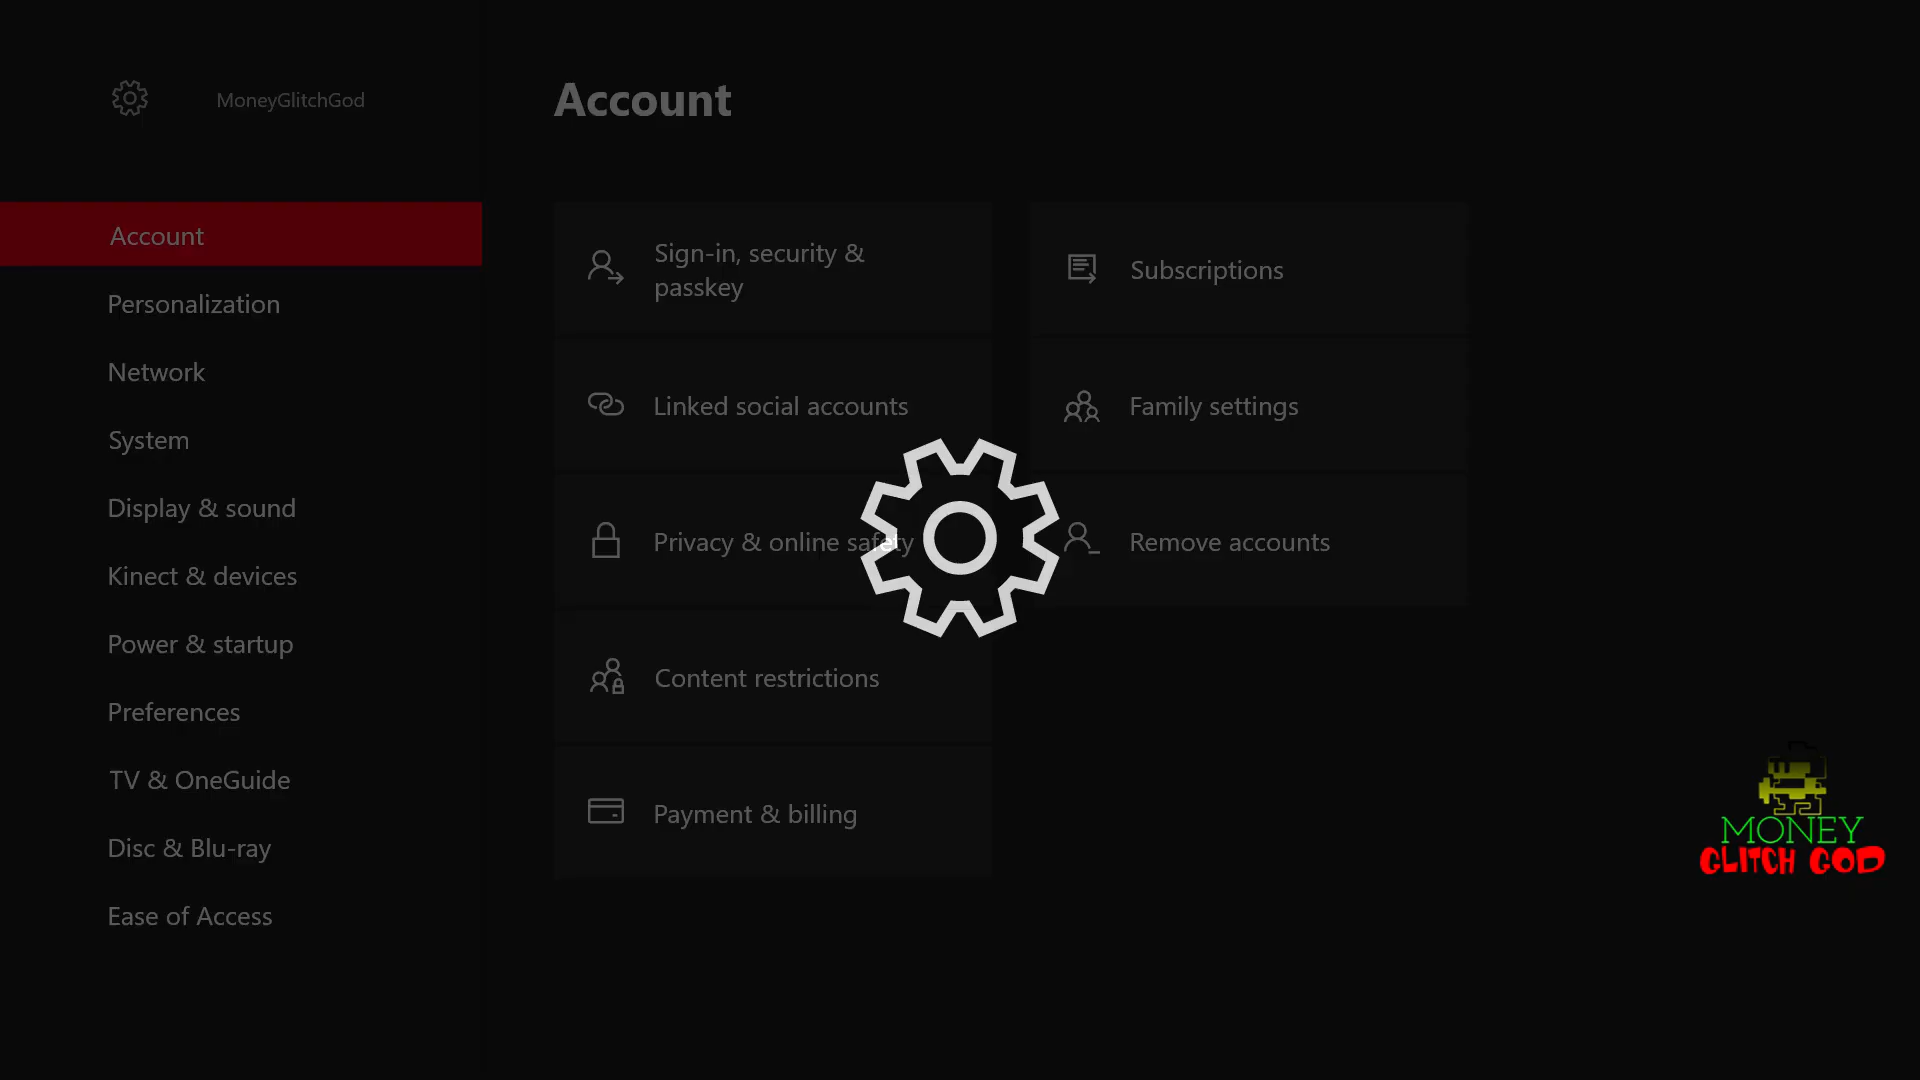 MoneyGlitchGod
Account
Account
Personalization
Network
System
Display & sound
Kinect & devices
Power & startup
Preferences
TV & OneGuide
Disc & Blu-ray
Ease of Access
Sign-in, security &
passkey
Linked social accounts
Privacy & online safety
Content restrictions
Payment & billing
Subscriptions
Family settings
Remove accounts
MONEY
GLITCH GOD